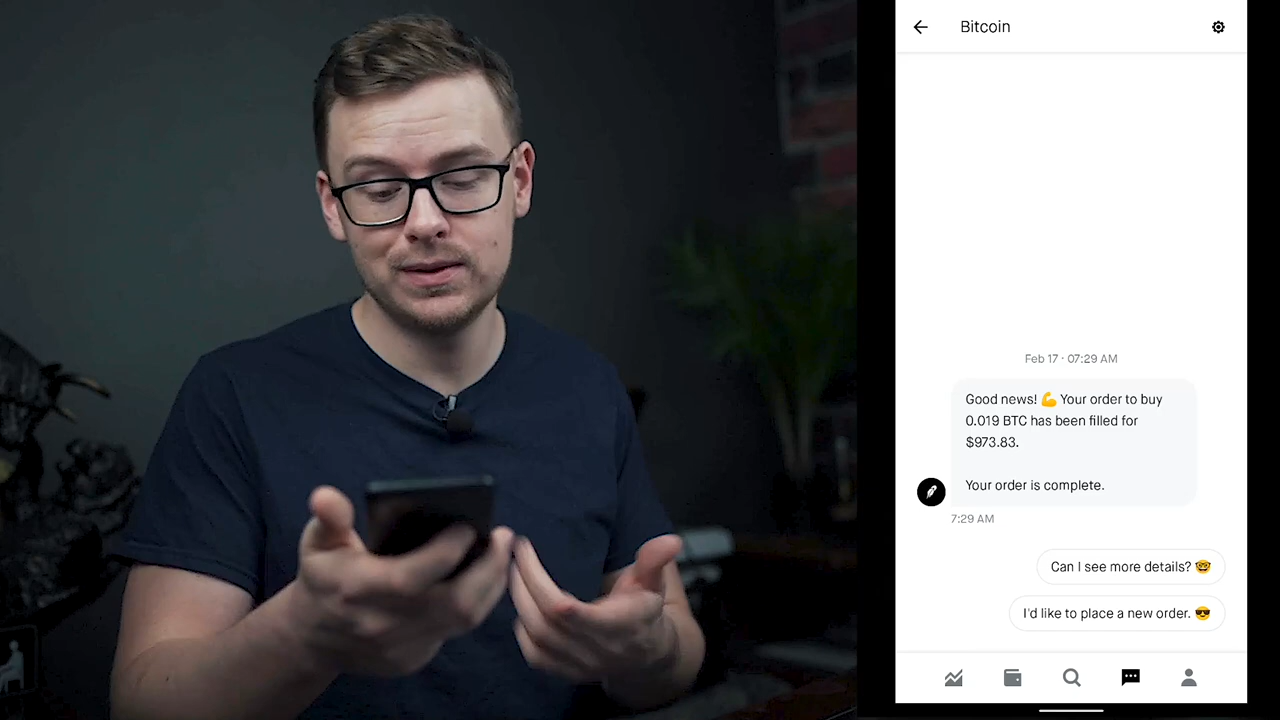 Bitcoin
Feb 17 · 07:29 AM
Good news! 💪 Your order to buy
0.019 BTC has been filled for
$973.83.
Your order is complete.
7:29 AM
Can I see more details? 🤓
I'd like to place a new order. 😎